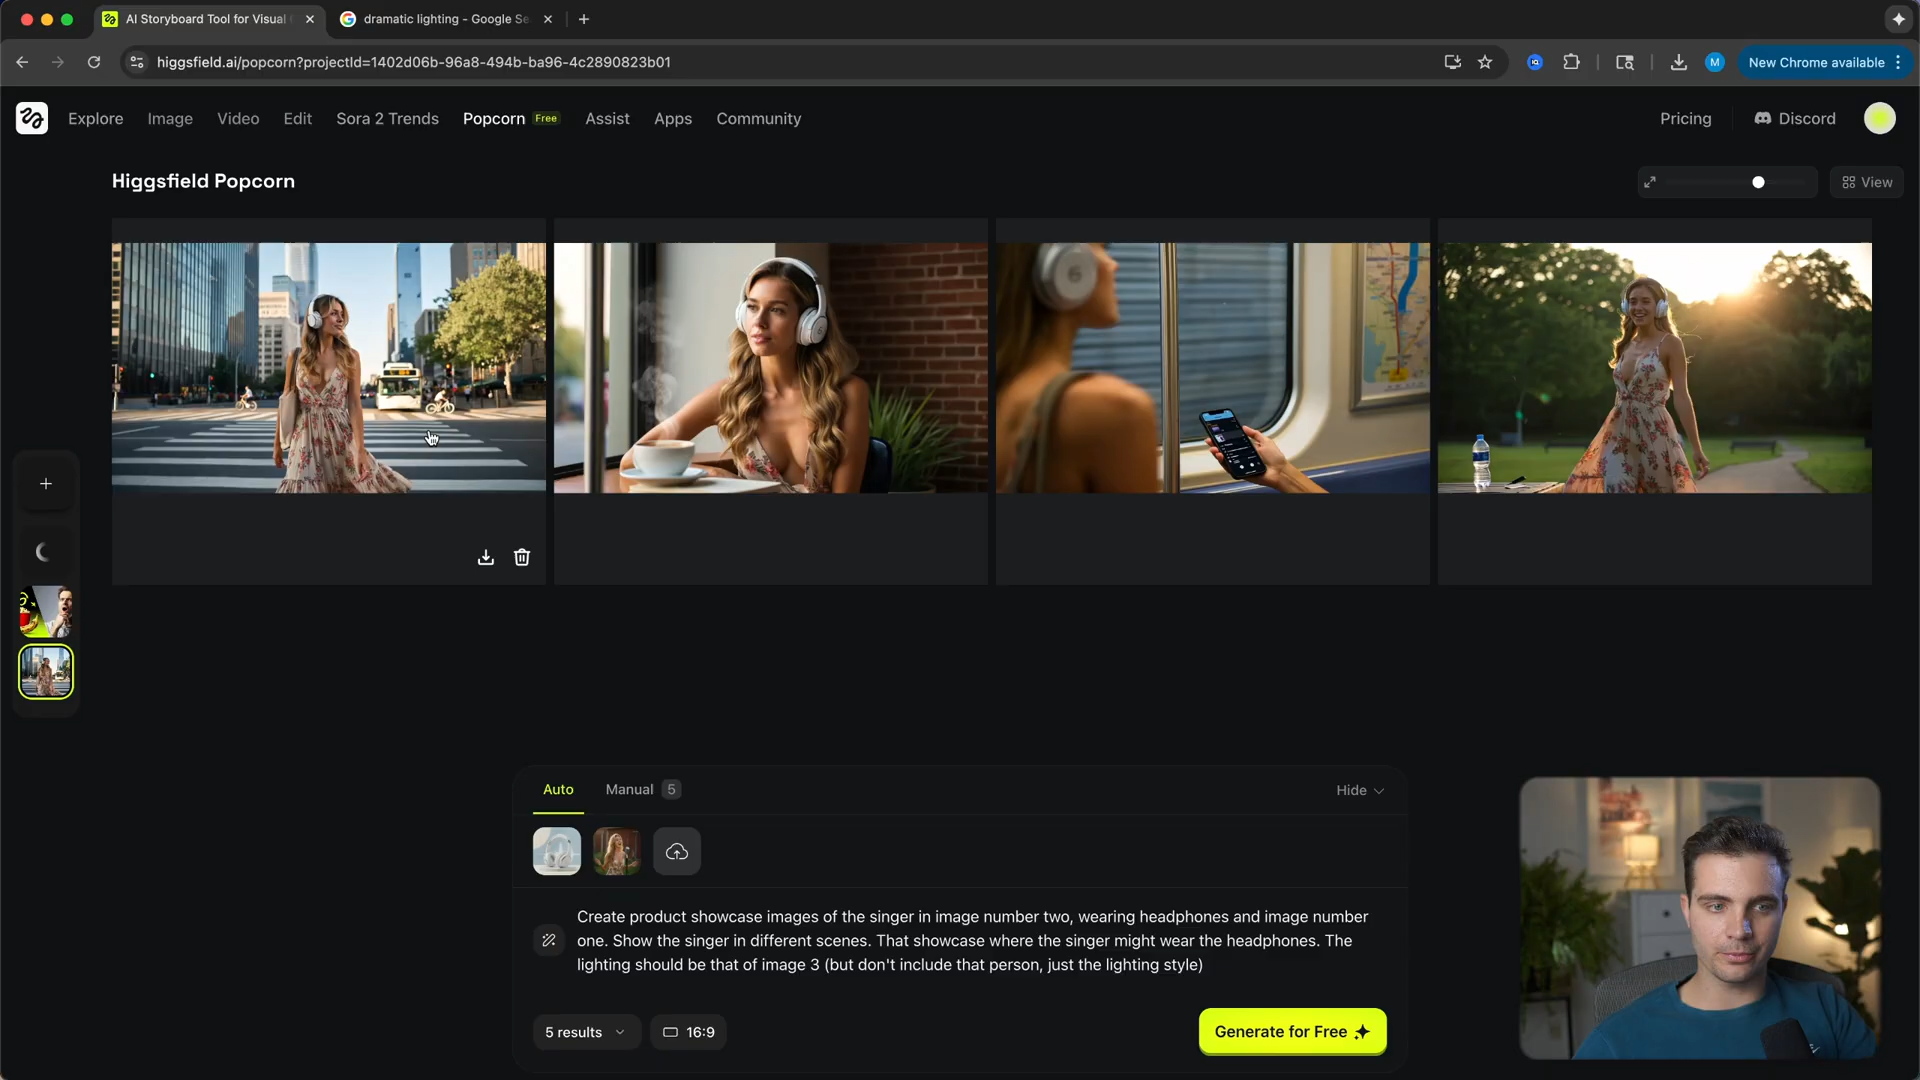 AI Storyboard Tool for Visual
dramatic lighting - Google Se
higgsfield.ai/popcorn?projectId=1402d06b-96a8-494b-ba96-4c2890823b01
M
New Chrome available
Explore
Image
Video
Edit
Sora 2 Trends
Popcorn
Free
Assist
Apps
Community
Pricing
Discord
Higgsfield Popcorn
View
Auto
Manual
5
Hide
Create product showcase images of the singer in image number two, wearing headphones and image number
one. Show the singer in different scenes. That showcase where the singer might wear the headphones. The
lighting should be that of image 3 (but don't include that person, just the lighting style)
5 results
16:9
Generate for Free